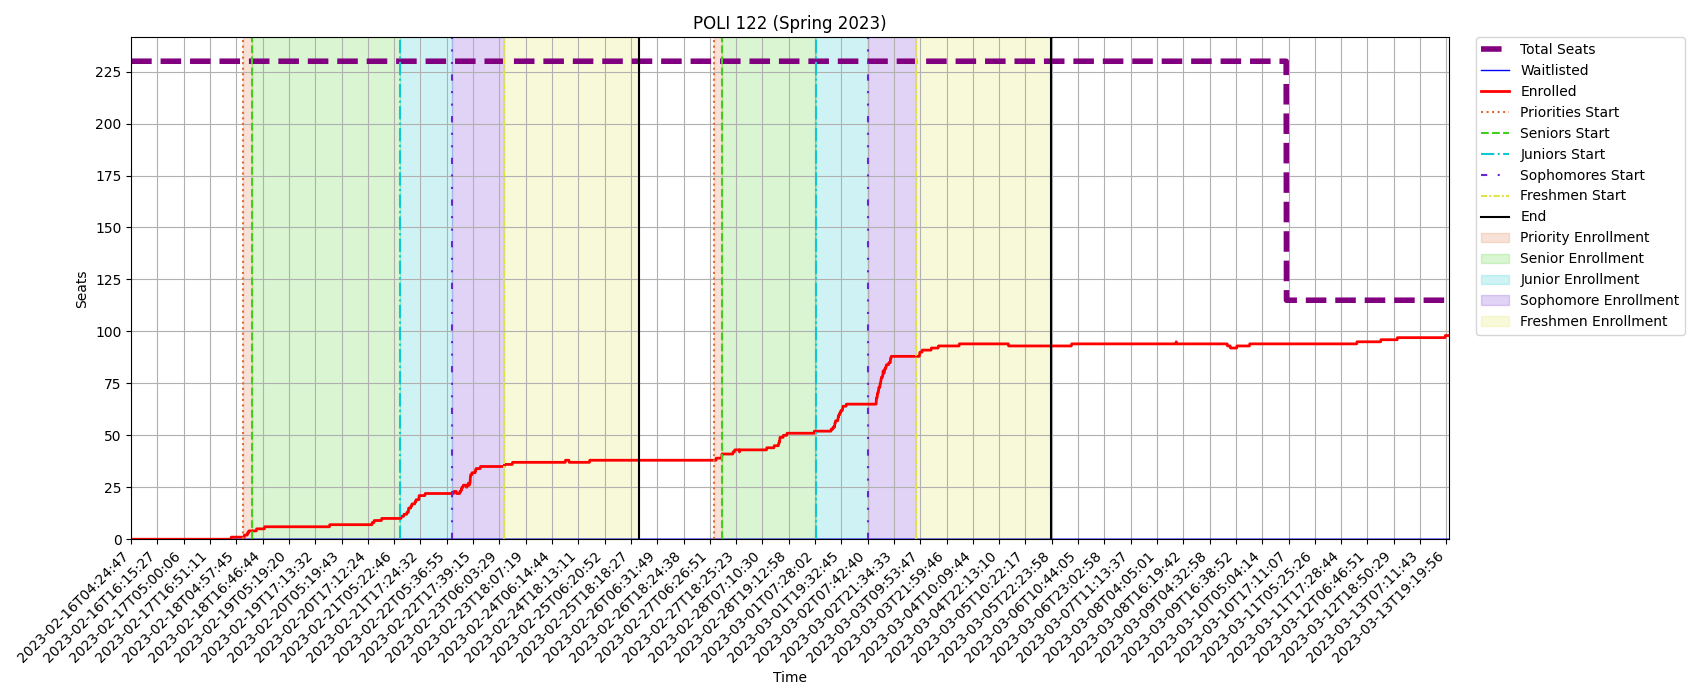 POLI 122 (Spring 2023)
Seats
225
200
175
150
125
100
75
50
25
0
2023-02-16T04:24:47
2023-02-16T16:15:27
2023-02-17T05:00:06
2023-02-17T16:51:11
2023-02-18T04:57:45
2023-02-18T16:46:44
2023-02-19T05:19:20
2023-02-19T17:13:32
2023-02-20T05:19:43
2023-02-20T17:12:24
2023-02-21T05:22:46
2023-02-21T17:24:32
2023-02-22T05:36:55
2023-02-22T17:39:15
2023-02-23T06:03:29
2023-02-23T18:07:19
2023-02-24T06:14:44
2023-02-24T18:13:11
2023-02-25T06:20:52
2023-02-25T18:18:27
2023-02-26T06:31:49
2023-02-26T18:24:38
2023-02-27T06:26:51
2023-02-27T18:25:23
2023-02-28T07:10:30
2023-02-28T19:12:58
2023-03-01T07:28:02
2023-03-01T19:32:45
2023-03-02T07:42:40
2023-03-02T21:34:33
2023-03-03T09:53:47
2023-03-03T21:59:46
2023-03-04T10:09:44
2023-03-04T22:13:10
2023-03-05T10:22:17
2023-03-05T22:23:58
2023-03-06T10:44:05
2023-03-06T23:02:58
2023-03-07T11:13:37
2023-03-08T04:05:01
2023-03-08T16:19:42
2023-03-09T04:32:58
2023-03-09T16:38:52
2023-03-10T05:04:14
2023-03-10T17:11:07
2023-03-11T05:25:26
2023-03-11T17:28:44
2023-03-12T06:46:51
2023-03-12T18:50:29
2023-03-13T07:11:43
2023-03-13T19:19:56
Time
Total Seats
Waitlisted
Enrolled
Priorities Start
Seniors Start
Juniors Start
Sophomores Start
Freshmen Start
End
Priority Enrollment
Senior Enrollment
Junior Enrollment
Sophomore Enrollment
Freshmen Enrollment